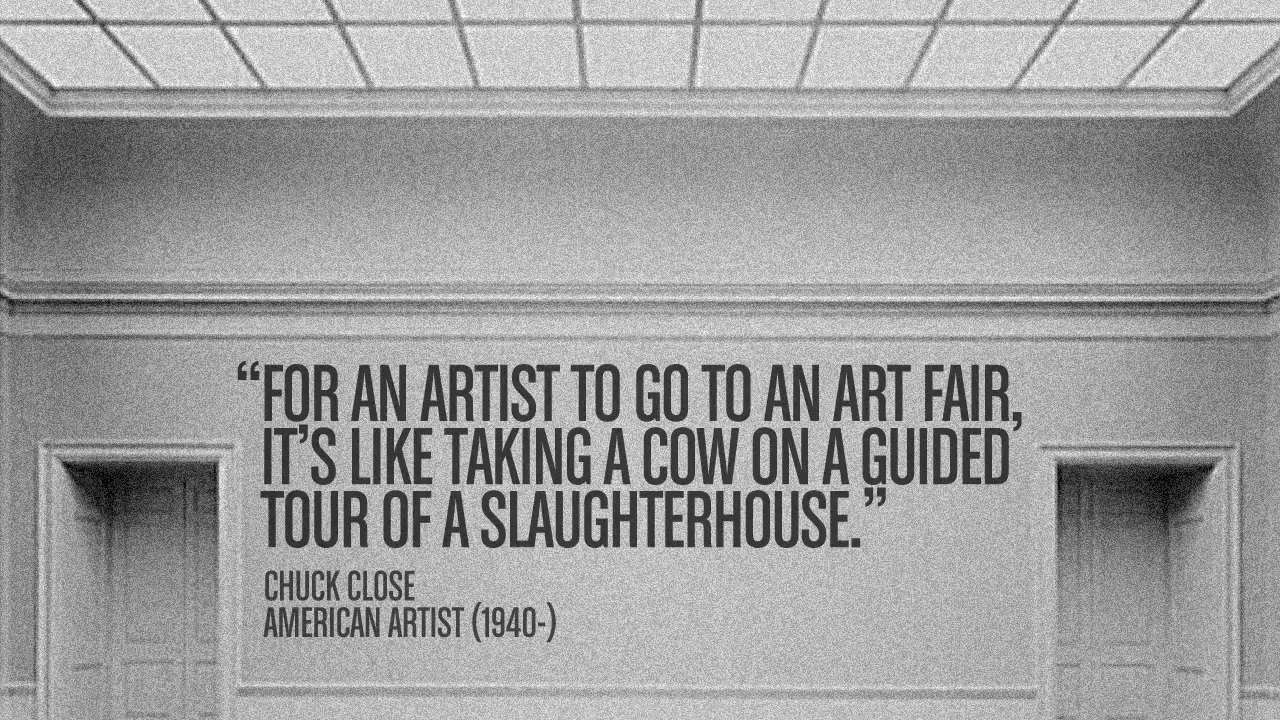 “FOR AN ARTIST TO GO TO AN ART FAIR,
IT’S LIKE TAKING A COW ON A GUIDED
TOUR OF A SLAUGHTERHOUSE.”
CHUCK CLOSE
AMERICAN ARTIST (1940-)